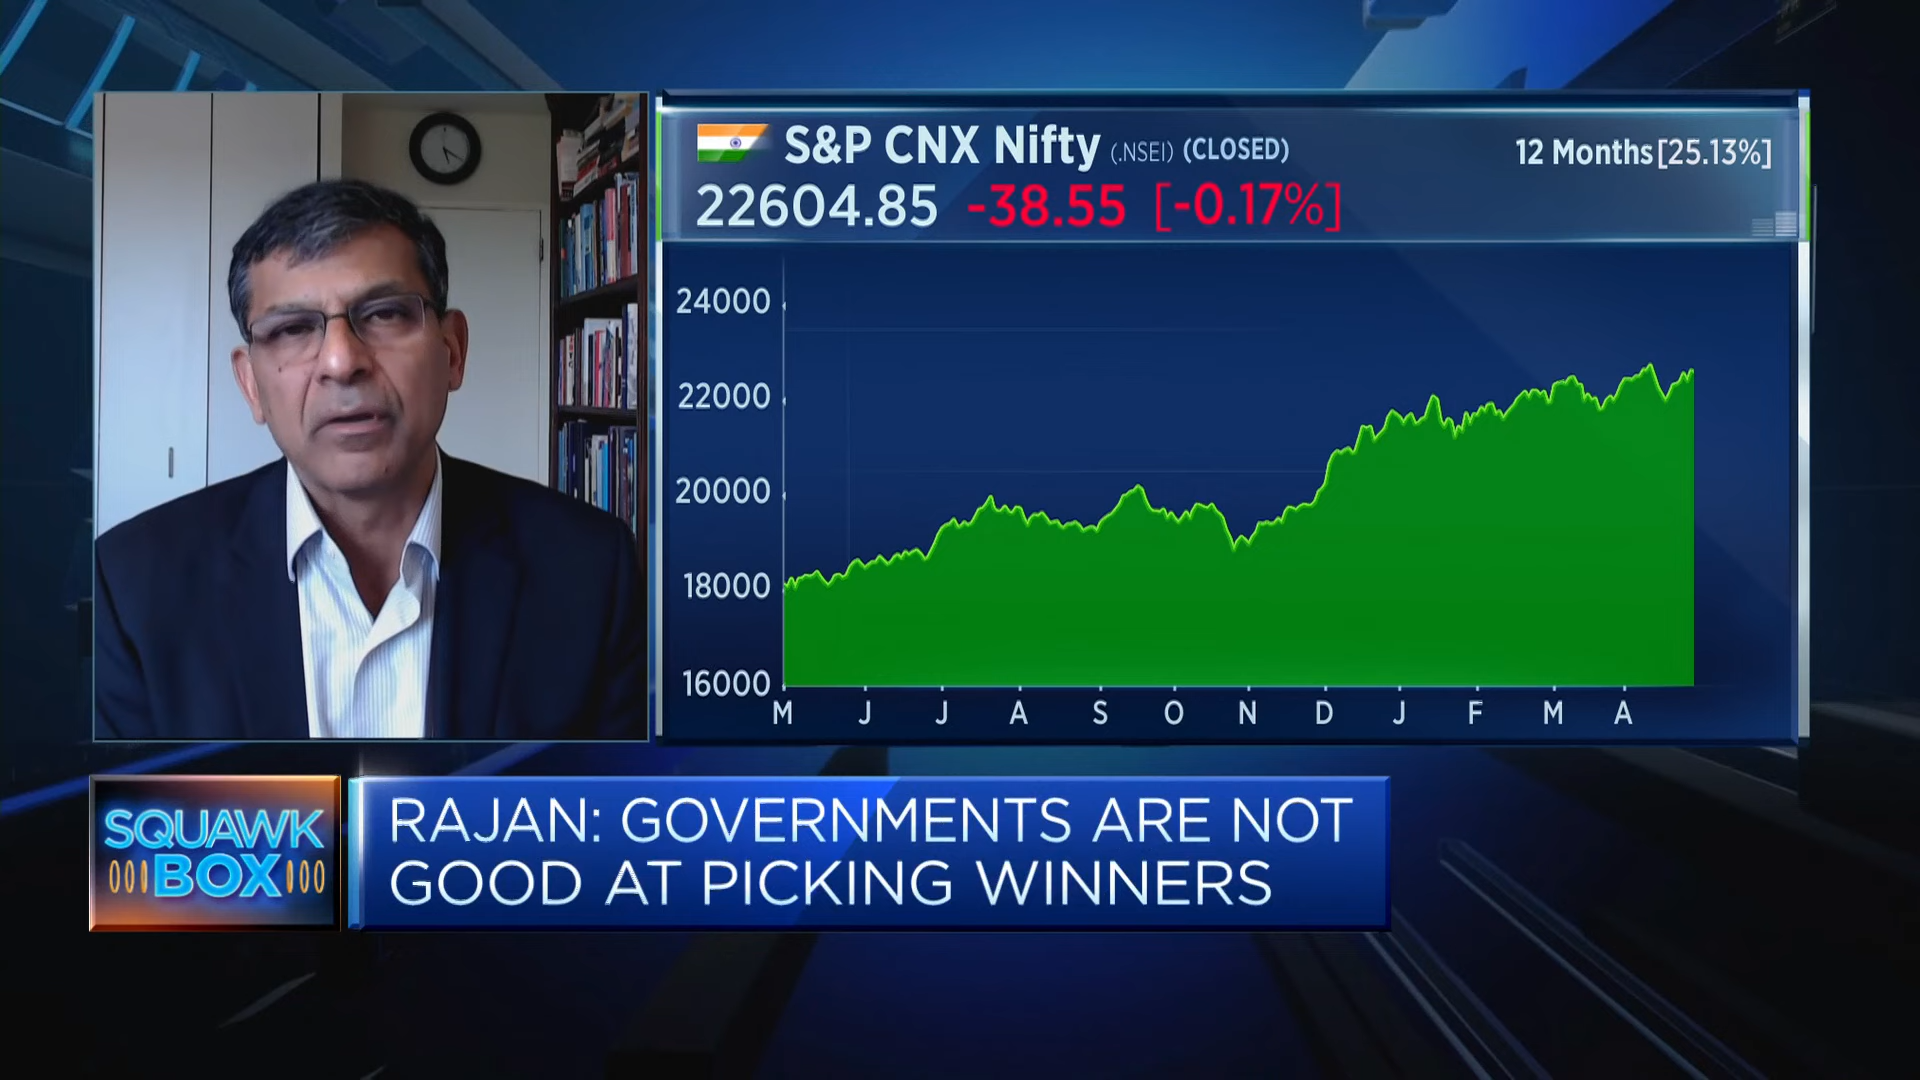 S&P CNX Nifty (.NSEI) (CLOSED)
12 Months[25.13%]
22604.85 -38.55 [-0.17%]
24000
22000
20000
18000
16000
M J J A S O N D J F M A
SQUAWK
BOX
RAJAN: GOVERNMENTS ARE NOT
GOOD AT PICKING WINNERS